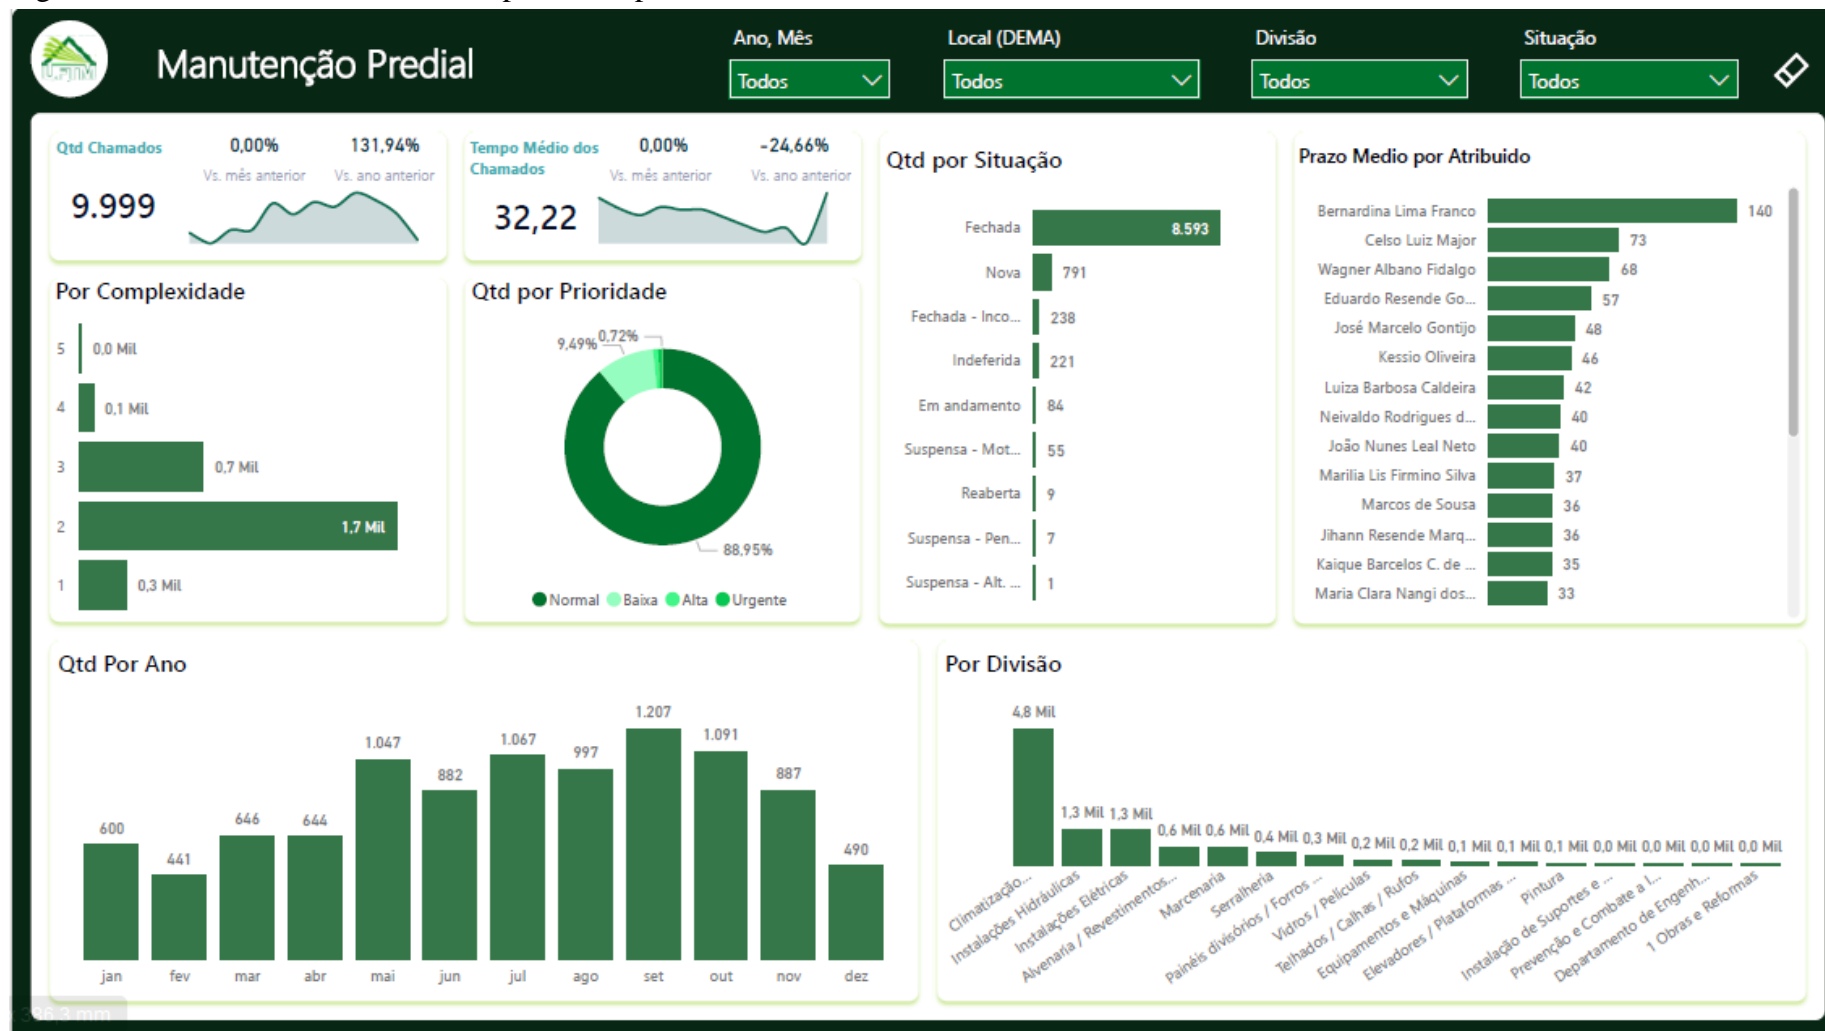 Manutenção Predial
Ano, Mês
Todos
Local (DEMA)
Todos
Divisão
Todos
Situação
Todos
Qtd Chamados
9.999
0,00%
Vs. mês anterior
131,94%
Vs. ano anterior
Tempo Médio dos
Chamados
32,22
0,00%
Vs. mês anterior
-24,66%
Vs. ano anterior
Qtd por Situação
Fechada 8.593
Nova 791
Fechada - Inco... 238
Indeferida 221
Em andamento 84
Suspensa - Mot... 55
Reaberta 9
Suspensa - Pen... 7
Suspensa - Alt. ... 1
Prazo Medio por Atribuido
Bernardina Lima Franco 140
Celso Luiz Major 73
Wagner Albano Fidalgo 68
Eduardo Resende Go... 57
José Marcelo Gontijo 48
Kessio Oliveira 46
Luiza Barbosa Caldeira 42
Neivaldo Rodrigues d... 40
João Nunes Leal Neto 40
Marilia Lis Firmino Silva 37
Marcos de Sousa 36
Jihann Resende Marq... 36
Kaique Barcelos C. de ... 35
Maria Clara Nangi dos... 33
Por Complexidade
5 0,0 Mil
4 0,1 Mil
3 0,7 Mil
2 1,7 Mil
1 0,3 Mil
Qtd por Prioridade
9,49%
0,72%
88,95%
Normal Baixa Alta Urgente
Qtd Por Ano
600 441 646 644 1.047 882 1.067 997 1.207 1.091 887 490
jan fev mar abr mai jun jul ago set out nov dez
Por Divisão
4,8 Mil 1,3 Mil 1,3 Mil 0,6 Mil 0,6 Mil 0,4 Mil 0,3 Mil 0,2 Mil 0,2 Mil 0,1 Mil 0,1 Mil 0,1 Mil 0,0 Mil 0,0 Mil 0,0 Mil 0,0 Mil
Climatização...
Instalações Hidráulicas
Instalações Elétricas
Alvenaria / Revestimentos...
Marcenaria
Serralheria
Painéis divisórios / Forros ...
Vidros / Películas
Telhados / Calhas / Rufos
Equipamentos e Máquinas
Elevadores / Plataformas ...
Pintura
Instalação de Suportes e ...
Prevenção e Combate a I...
Departamento de Engenh...
1 Obras e Reformas